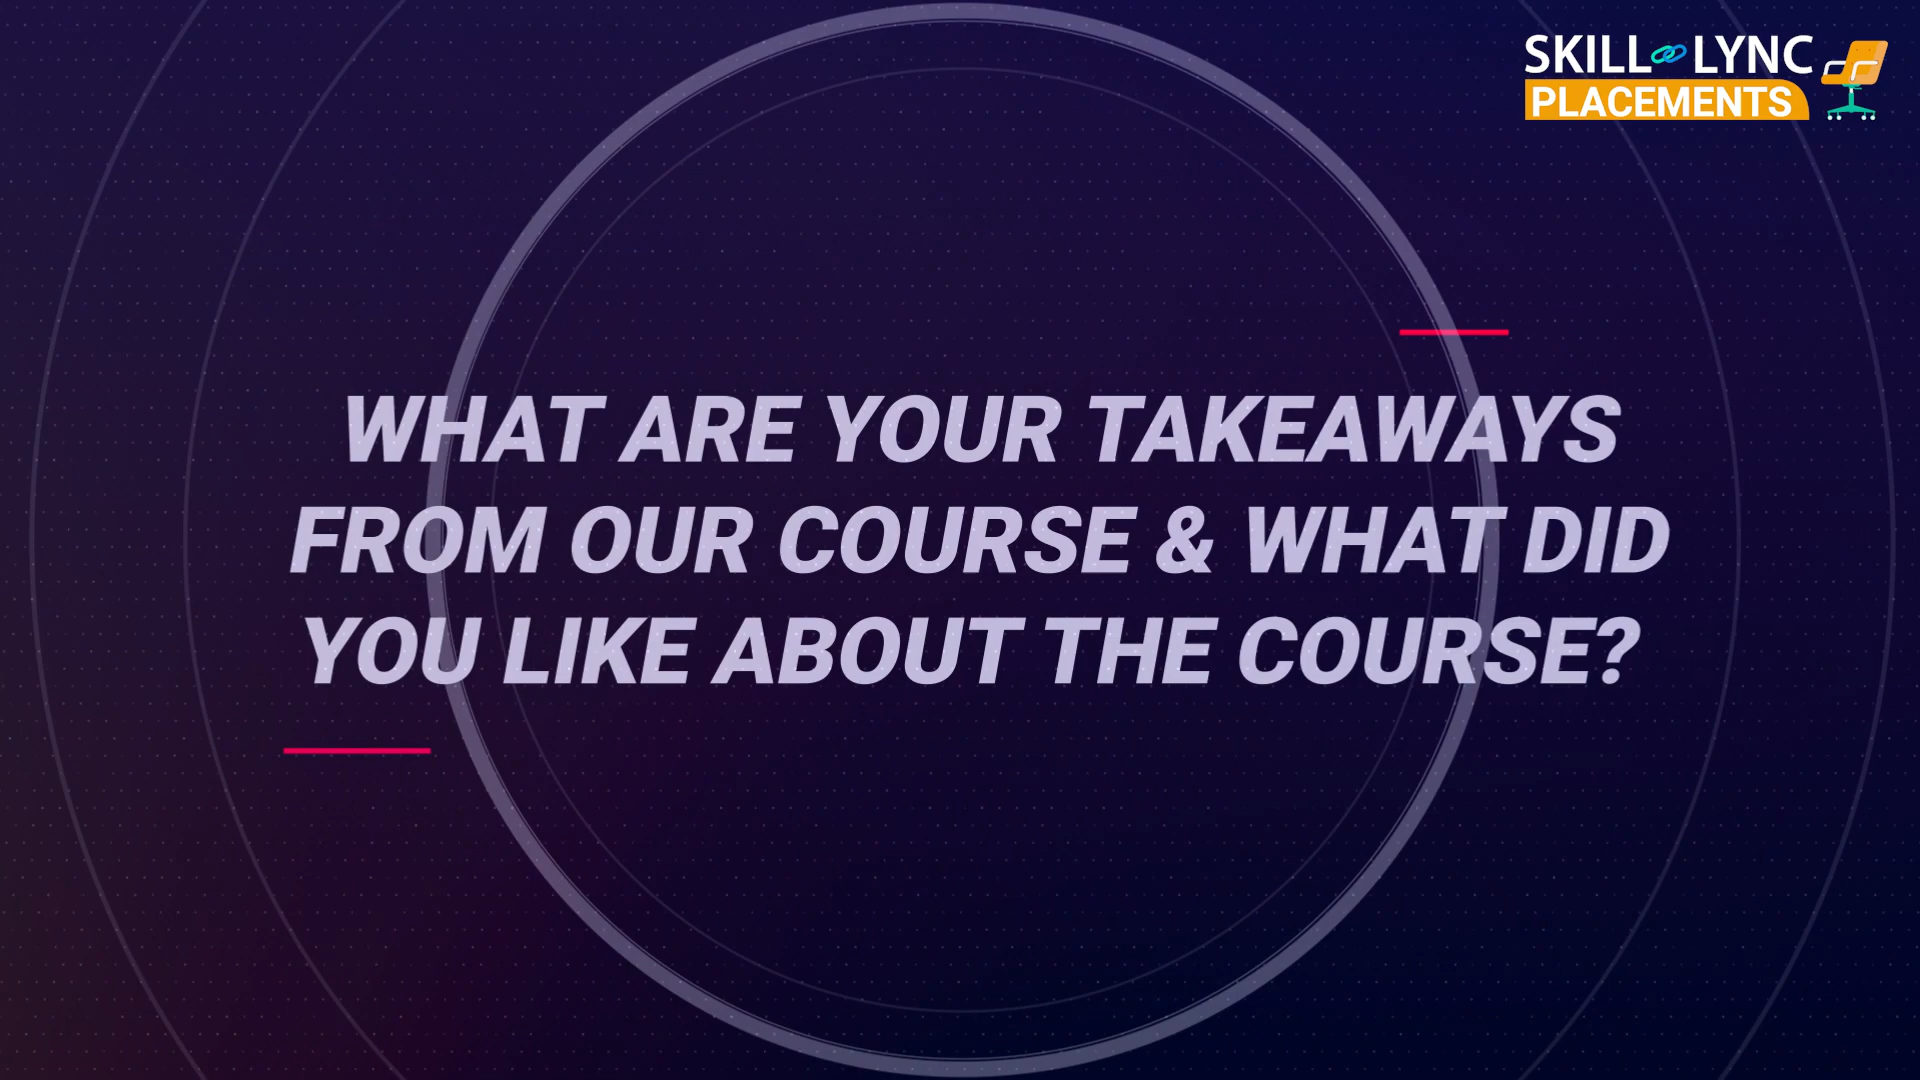 SKILL LYNC
PLACEMENTS
WHAT ARE YOUR TAKEAWAYS
FROM OUR COURSE & WHAT DID
YOU LIKE ABOUT THE COURSE?